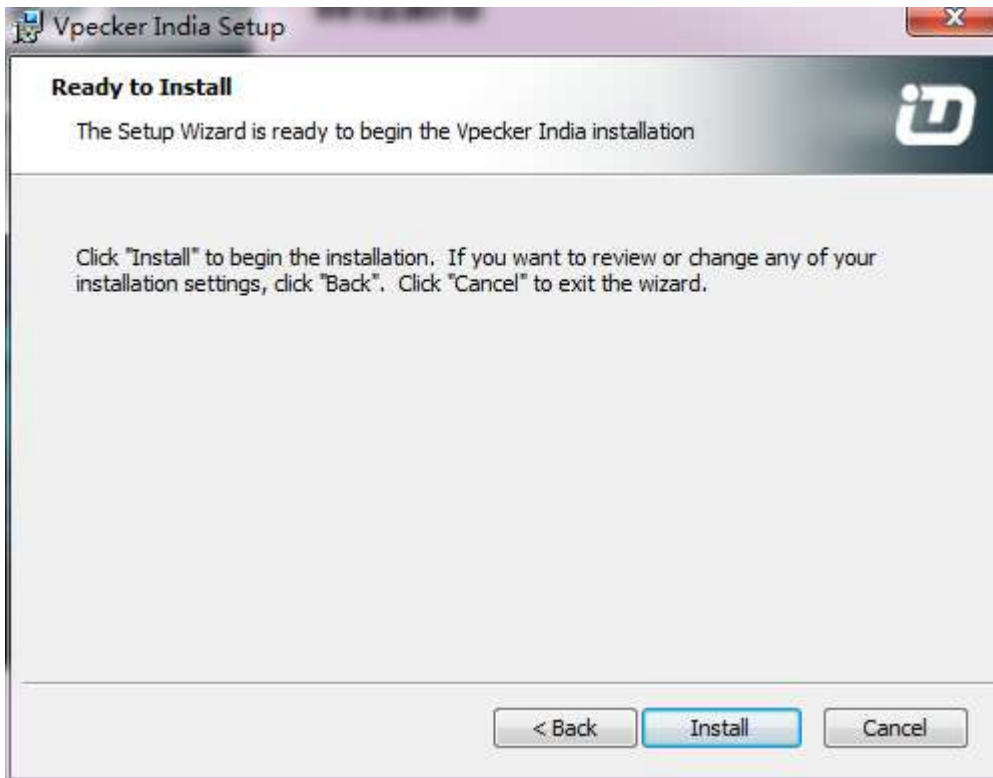 Vpecker India Setup
Ready to Install
The Setup Wizard is ready to begin the Vpecker India installation
Click "Install" to begin the installation.  If you want to review or change any of your
installation settings, click "Back".  Click "Cancel" to exit the wizard.
< Back
Install
Cancel